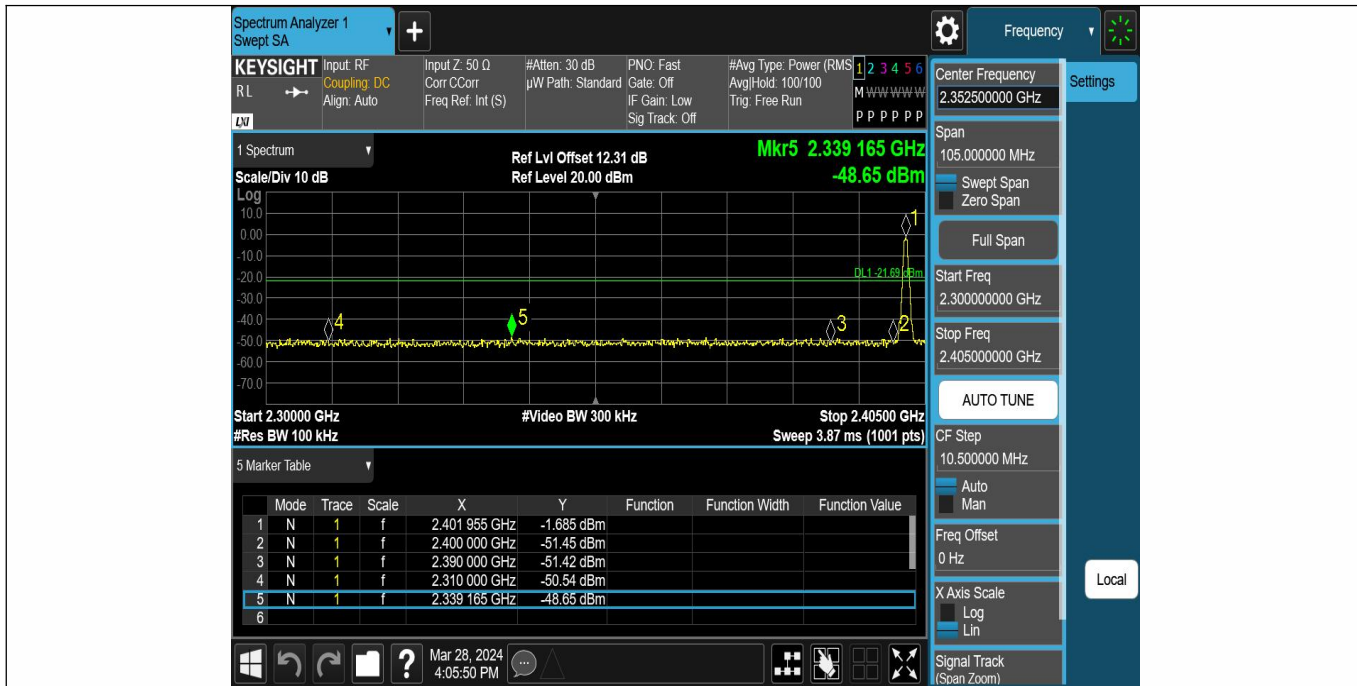 Spectrum Analyzer 1
Swept SA
+
Frequency
KEYSIGHT
RL
LXI
Input: RF
Coupling: DC
Align: Auto
Input Z: 50 Ω
Corr CCorr
Freq Ref: Int (S)
#Atten: 30 dB
µW Path: Standard
PNO: Fast
Gate: Off
IF Gain: Low
Sig Track: Off
#Avg Type: Power (RMS
Avg|Hold: 100/100
Trig: Free Run
1 2 3 4 5 6
M W W W W W
P P P P P P
1 Spectrum
Scale/Div 10 dB
Ref Lvl Offset 12.31 dB
Ref Level 20.00 dBm
Mkr5 2.339 165 GHz
-48.65 dBm
Log
10.0
0.00
-10.0
-20.0
-30.0
-40.0
-50.0
-60.0
-70.0
1
DL1 -21.69 dBm
4
5
3
2
Start 2.30000 GHz
#Video BW 300 kHz
Stop 2.40500 GHz
#Res BW 100 kHz
Sweep 3.87 ms (1001 pts)
5 Marker Table
Mode Trace Scale X Y Function Function Width Function Value
1 N 1 f 2.401 955 GHz -1.685 dBm
2 N 1 f 2.400 000 GHz -51.45 dBm
3 N 1 f 2.390 000 GHz -51.42 dBm
4 N 1 f 2.310 000 GHz -50.54 dBm
5 N 1 f 2.339 165 GHz -48.65 dBm
6
?
Mar 28, 2024
4:05:50 PM
Center Frequency
2.352500000 GHz
Settings
Span
105.000000 MHz
Swept Span
Zero Span
Full Span
Start Freq
2.300000000 GHz
Stop Freq
2.405000000 GHz
AUTO TUNE
CF Step
10.500000 MHz
Auto
Man
Freq Offset
0 Hz
X Axis Scale
Log
Lin
Local
Signal Track
(Span Zoom)